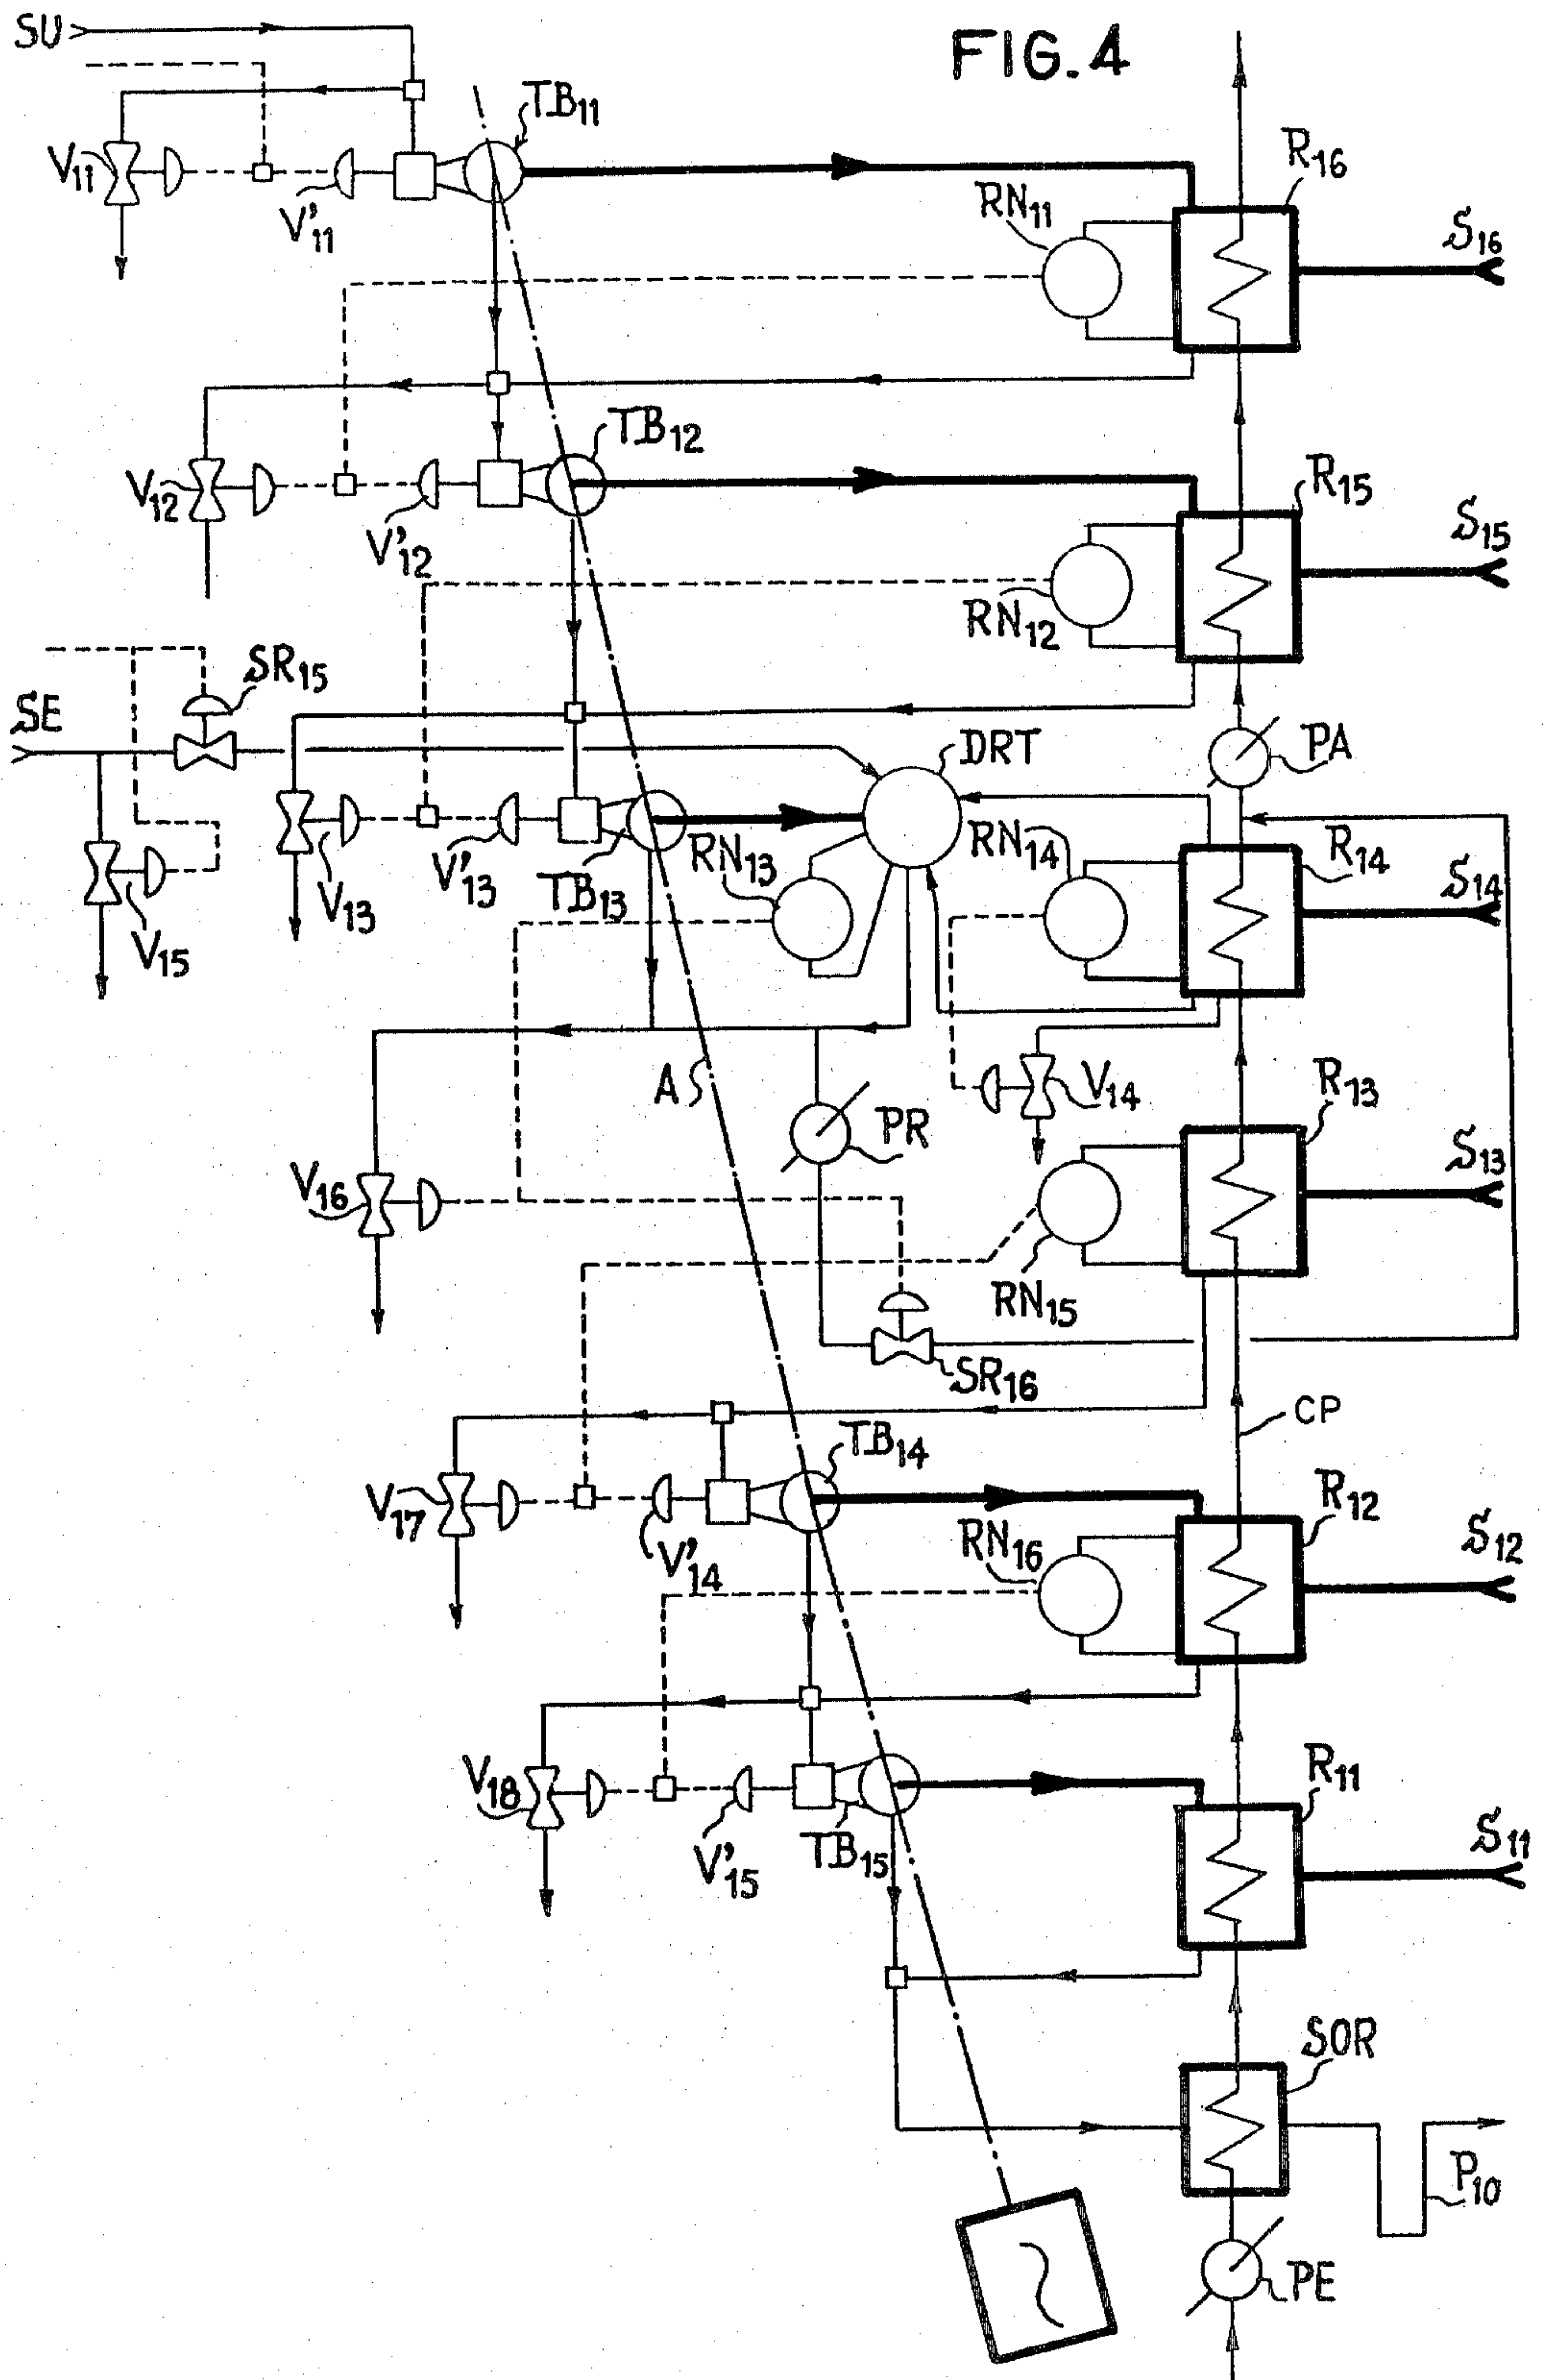 SU
FIG. 4
TB11
V11
V'11
R16
RN11
S16
TB12
V12
V'12
R15
S15
RN12
SR15
SE
DRT
PA
RN13
RN14
R14
V13
V'13
TB13
S14
V15
A
PR
V14
R13
V16
S13
RN15
SR16
CP
TB14
V17
V'14
R12
RN16
S12
V18
R11
V'15
TB15
S11
SOR
P10
PE